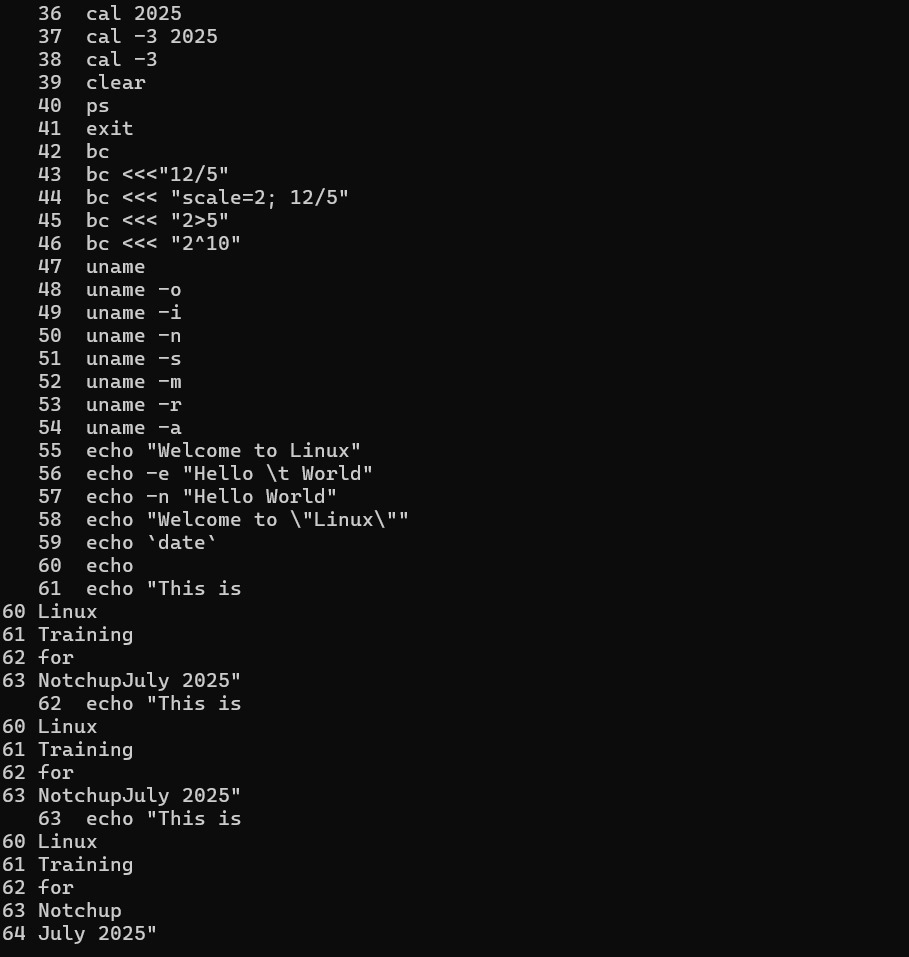 36 cal 2025
37 cal -3 2025
38 cal -3
39 clear
40 ps
41 exit
42 bc
43 bc <<<"12/5"
44 bc <<< "scale=2; 12/5"
45 bc <<< "2>5"
46 bc <<< "2^10"
47 uname
48 uname -o
49 uname -i
50 uname -n
51 uname -s
52 uname -m
53 uname -r
54 uname -a
55 echo "Welcome to Linux"
56 echo -e "Hello \t World"
57 echo -n "Hello World"
58 echo "Welcome to \"Linux\""
59 echo `date`
60 echo
61 echo "This is
60 Linux
61 Training
62 for
63 NotchupJuly 2025"
62 echo "This is
60 Linux
61 Training
62 for
63 NotchupJuly 2025"
63 echo "This is
60 Linux
61 Training
62 for
63 Notchup
64 July 2025"